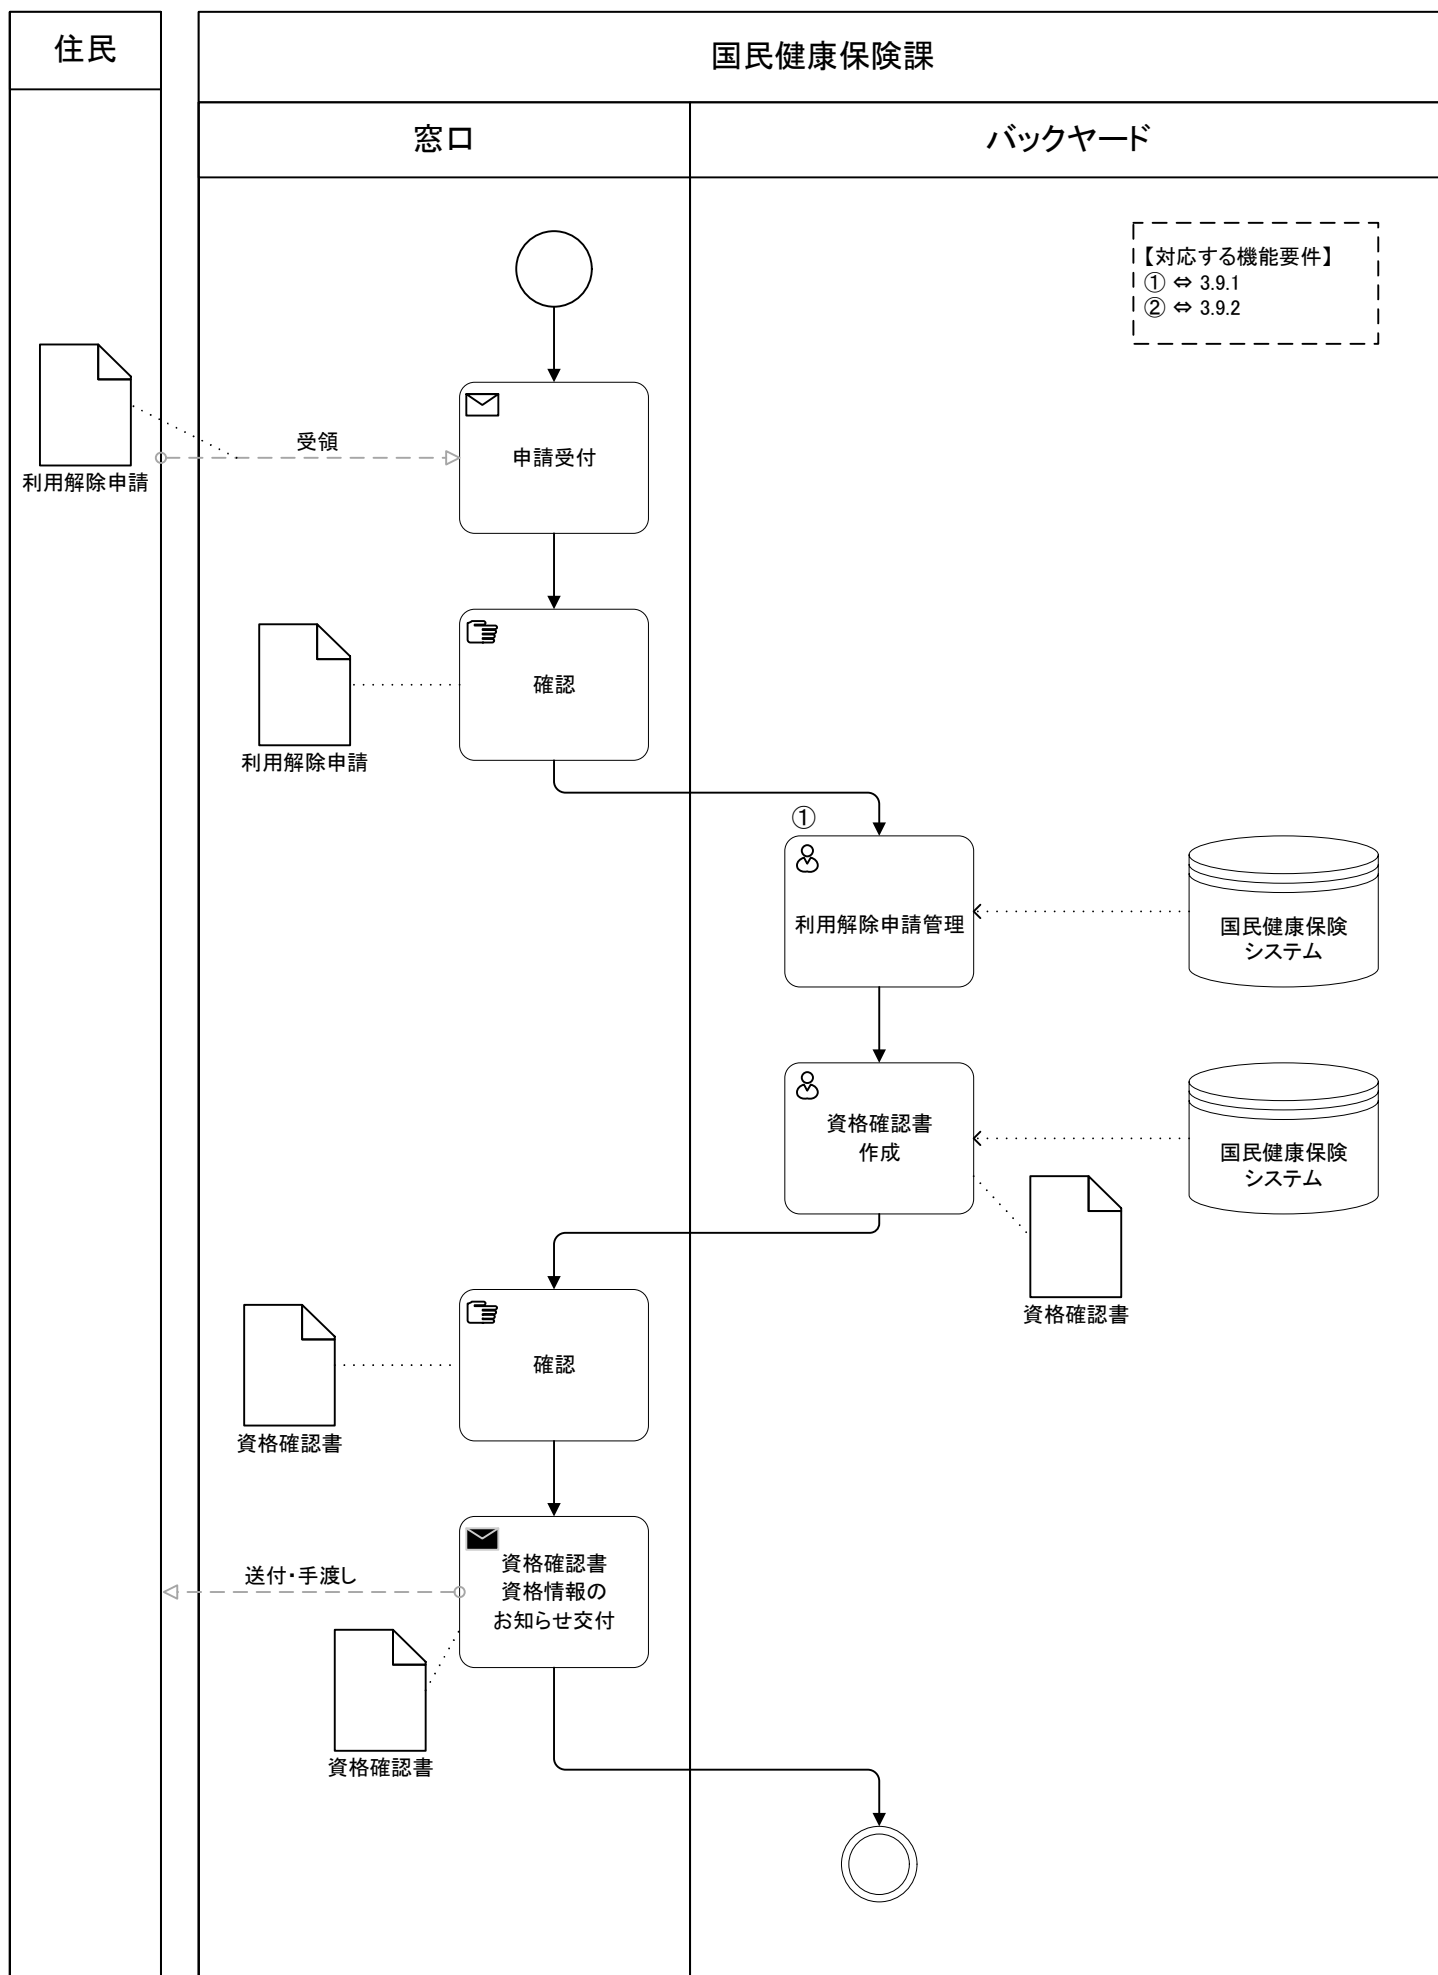 住民
国民健康保険課
窓口
バックヤード
【対応する機能要件】
① ⇔ 3.9.1
② ⇔ 3.9.2
受領
申請受付
利用解除申請
確認
利用解除申請
①
利用解除申請管理
国民健康保険
システム
資格確認書
作成
国民健康保険
システム
資格確認書
確認
資格確認書
送付・手渡し
資格確認書
資格情報の
お知らせ交付
資格確認書